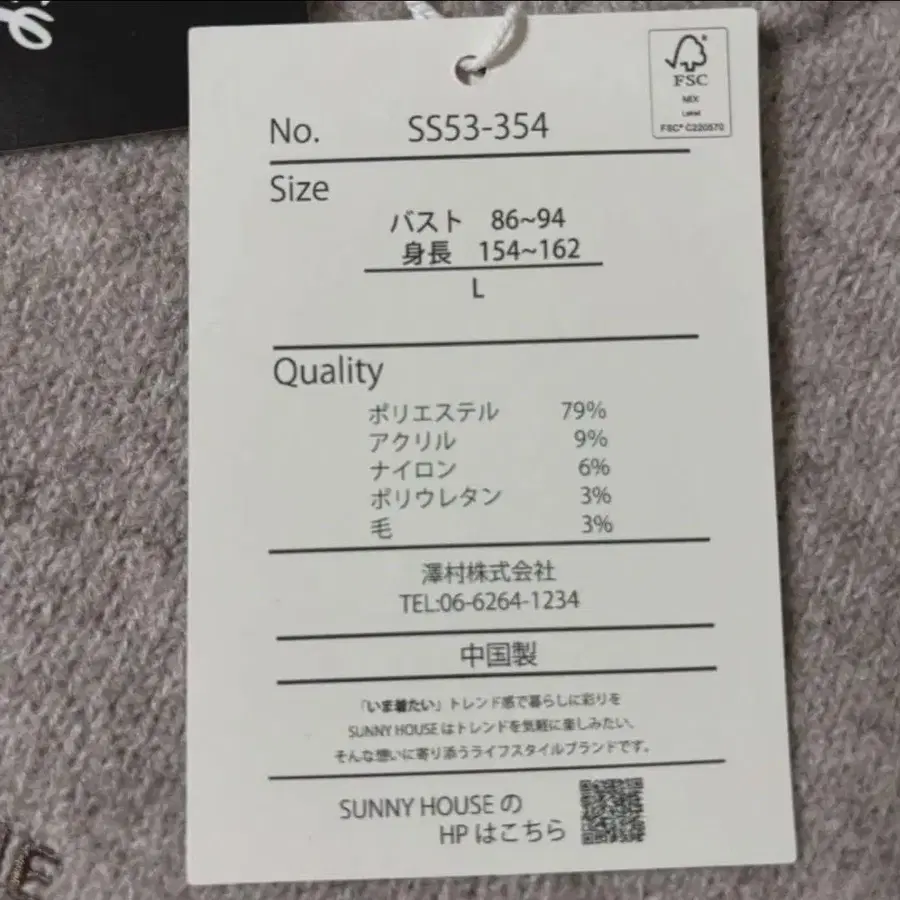 No. SS53-354
FSC
MIX
FSC® C220570
Size
バスト 86~94
身長 154~162
L
Quality
ポリエステル 79%
アクリル 9%
ナイロン 6%
ポリウレタン 3%
毛 3%
澤村株式会社
TEL:06-6264-1234
中国製
「いま着たい」トレンド感で暮らしに彩りを
SUNNY HOUSEはトレンドを気軽に楽しみたい、
そんな想いに寄り添うライフスタイルブランドです。
SUNNY HOUSEの
HPはこちら